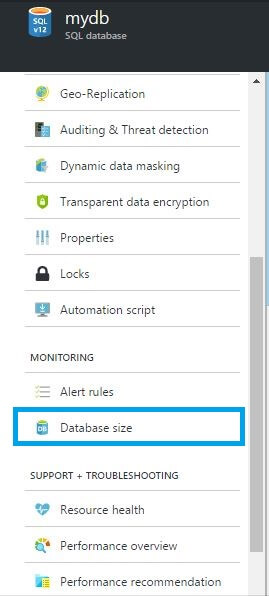 SQL
v12
mydb
SQL database
Geo-Replication
Auditing & Threat detection
Dynamic data masking
Transparent data encryption
Properties
Locks
Automation script
MONITORING
Alert rules
DB
Database size
SUPPORT + TROUBLESHOOTING
Resource health
Performance overview
Performance recommendation